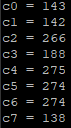 c0 = 143
c1 = 142
c2 = 266
c3 = 188
c4 = 275
c5 = 274
c6 = 274
c7 = 138